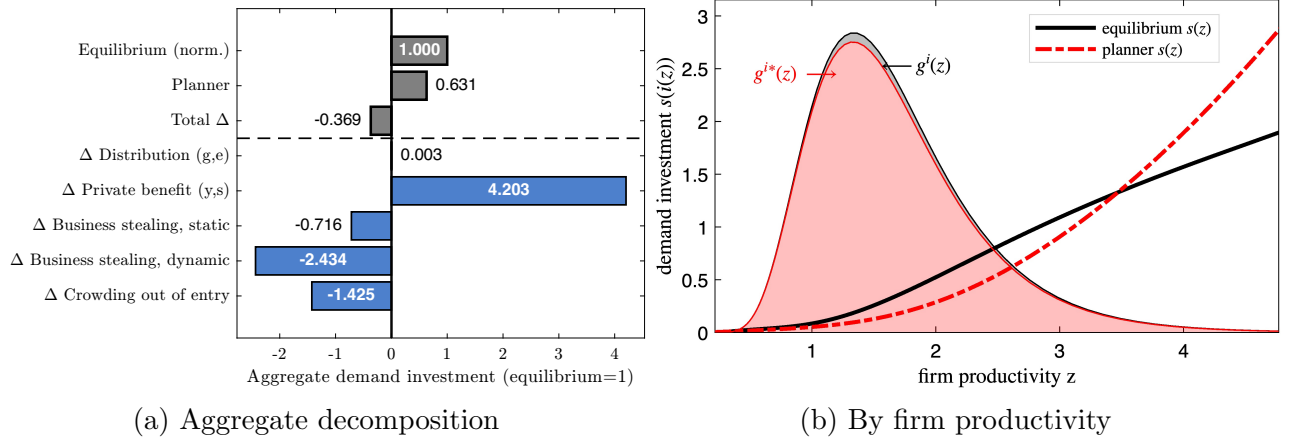 Equilibrium (norm.)
1.000
Planner
0.631
Total Δ
-0.369
Δ Distribution (g,e)
0.003
Δ Private benefit (y,s)
4.203
Δ Business stealing, static
-0.716
Δ Business stealing, dynamic
-2.434
Δ Crowding out of entry
-1.425
-2 -1 0 1 2 3 4
Aggregate demand investment (equilibrium=1)
(a) Aggregate decomposition
demand investment s(i(z))
3
2.5
2
1.5
1
0.5
0
equilibrium s(z)
planner s(z)
g^{i*}(z)
g^{i}(z)
1 2 3 4
firm productivity z
(b) By firm productivity